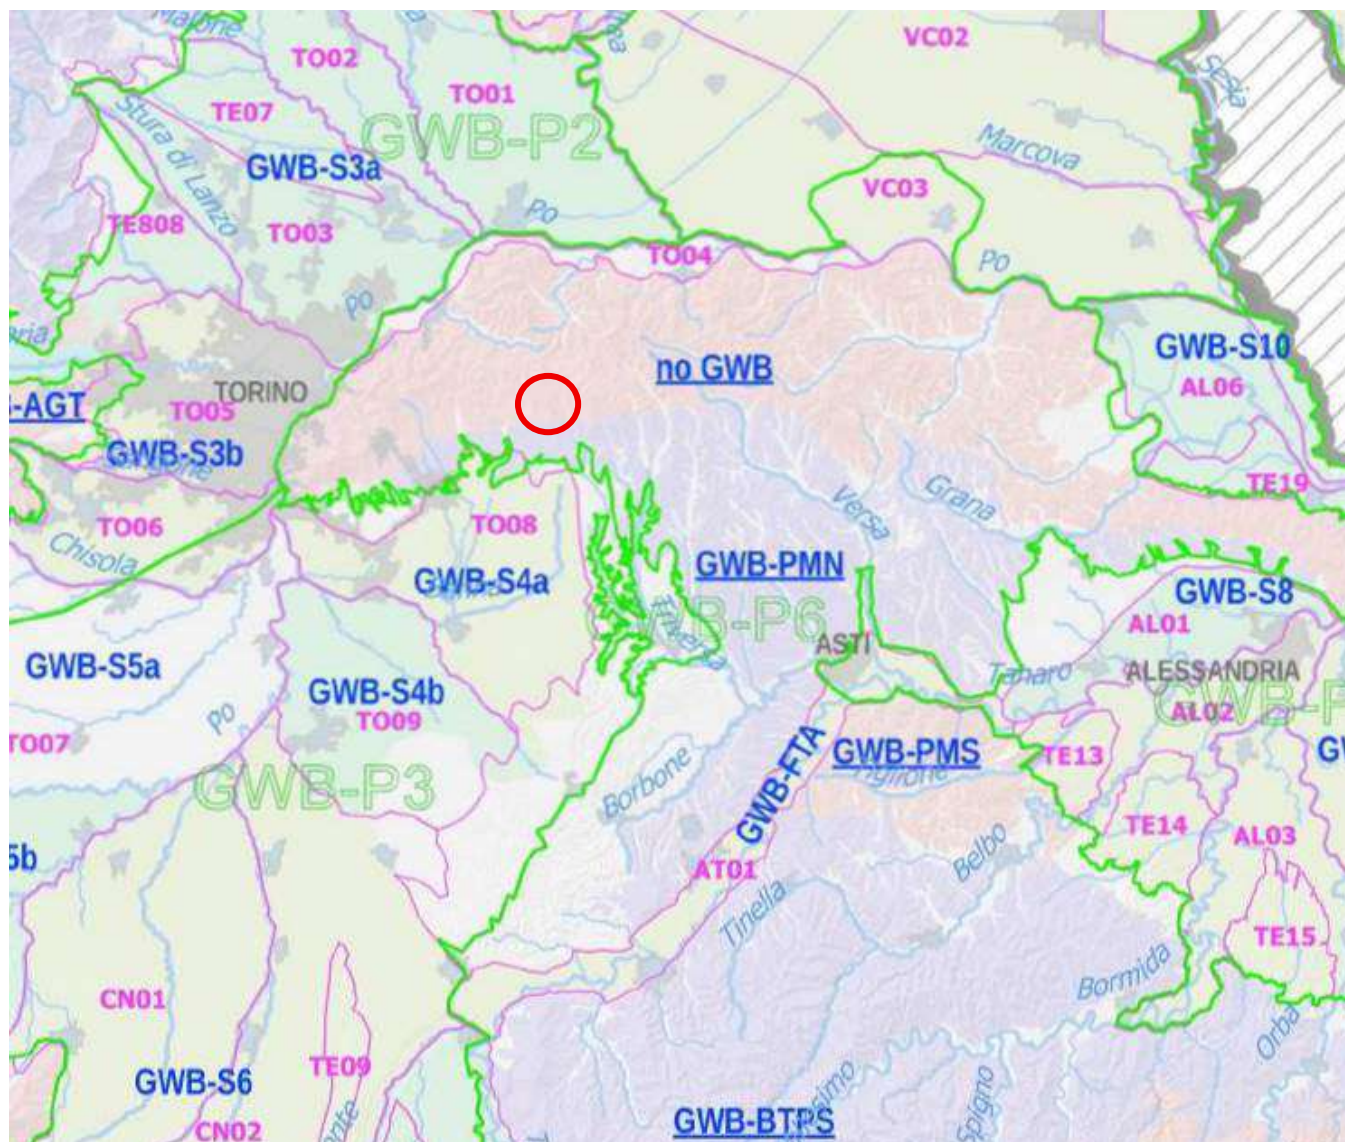 Malone
TO02
VC02
TE07
TO01
Sesia
Stura di Lanzo
GWB-P2
GWB-S3a
Marcova
VC03
Po
TE808
TO03
TO04
Po
Po
GWB-S10
no GWB
AL06
TORINO
-AGT
TO05
GWB-S3b
TE19
Grana
Versa
TO06
TO08
Chisola
GWB-PMN
GWB-S4a
GWB-S8
AL01
GWB-P6
Triversa
ASTI
GWB-S5a
Tanaro
ALESSANDRIA
GWB-S4b
AL02
GWB-P
Po
TO09
TO07
GWB-PMS
TE13
GWB-FTA
Borbone
GWB-P3
TE14
AL03
5b
AT01
Belbo
Tinella
TE15
Bormida
CN01
Orba
TE09
GWB-S6
GWB-BTPS
Spigno
CN02